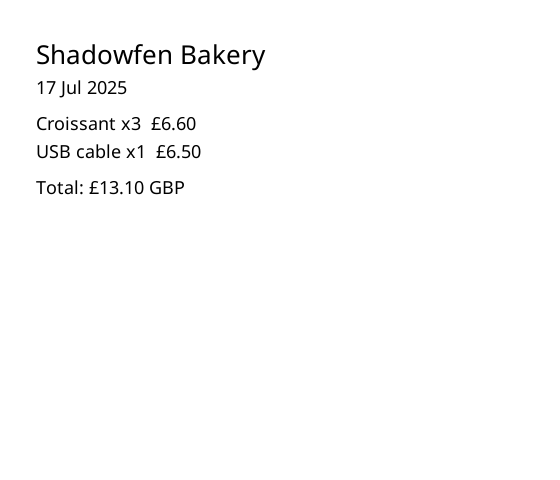 Shadowfen Bakery
17 Jul 2025
Croissant x3  £6.60
USB cable x1  £6.50
Total: £13.10 GBP